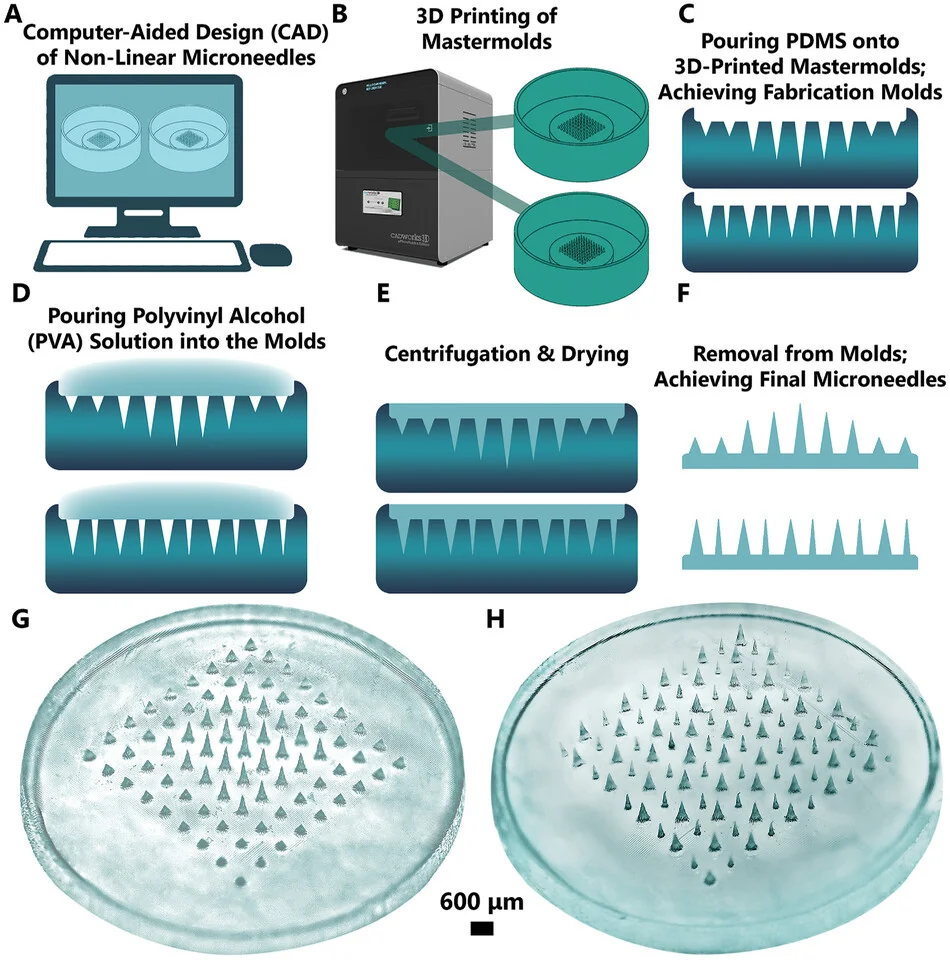 A
Computer-Aided Design (CAD)
of Non-Linear Microneedles
B
3D Printing of
Mastermolds
cadworks3D
C
Pouring PDMS onto
3D-Printed Mastermolds;
Achieving Fabrication Molds
D
Pouring Polyvinyl Alcohol
(PVA) Solution into the Molds
E
Centrifugation & Drying
F
Removal from Molds;
Achieving Final Microneedles
G
H
600 µm